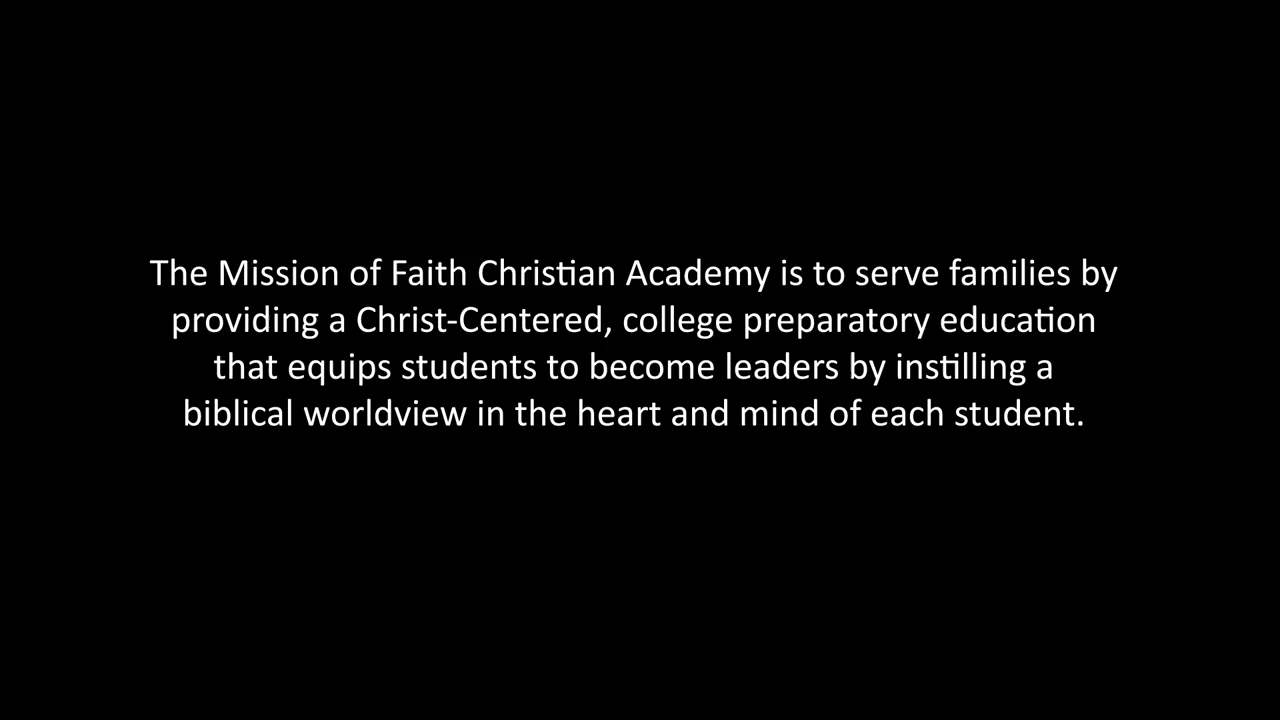 The Mission of Faith Christian Academy is to serve families by
providing a Christ-Centered, college preparatory education
that equips students to become leaders by instilling a
biblical worldview in the heart and mind of each student.